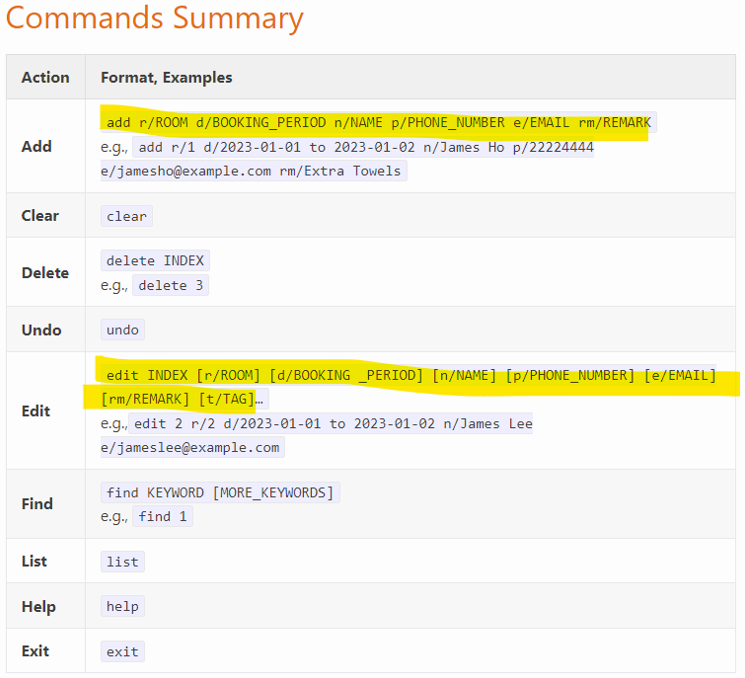 Commands Summary
Action Format, Examples
Add
add r/ROOM d/BOOKING_PERIOD n/NAME p/PHONE_NUMBER e/EMAIL rm/REMARK
e.g., add r/1 d/2023-01-01 to 2023-01-02 n/James Ho p/22224444
e/jamesho@example.com rm/Extra Towels
Clear clear
Delete
delete INDEX
e.g., delete 3
Undo undo
Edit
edit INDEX [r/ROOM] [d/BOOKING _PERIOD] [n/NAME] [p/PHONE_NUMBER] [e/EMAIL]
[rm/REMARK] [t/TAG]…
e.g., edit 2 r/2 d/2023-01-01 to 2023-01-02 n/James Lee
e/jameslee@example.com
Find
find KEYWORD [MORE_KEYWORDS]
e.g., find 1
List list
Help help
Exit exit